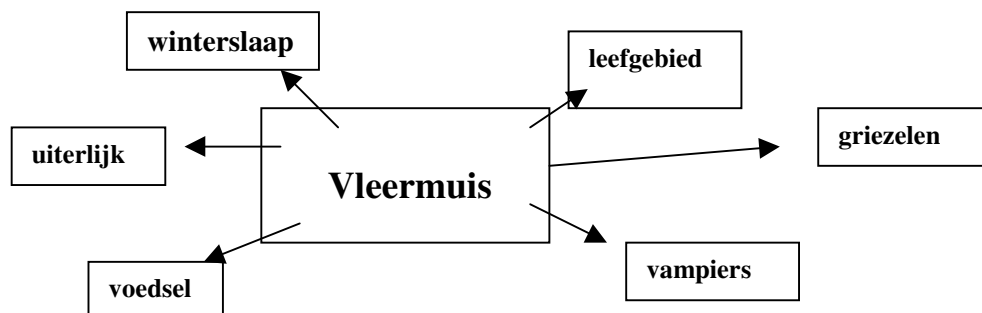 winterslaap
leefgebied
griezelen
uiterlijk
Vleermuis
vampiers
voedsel